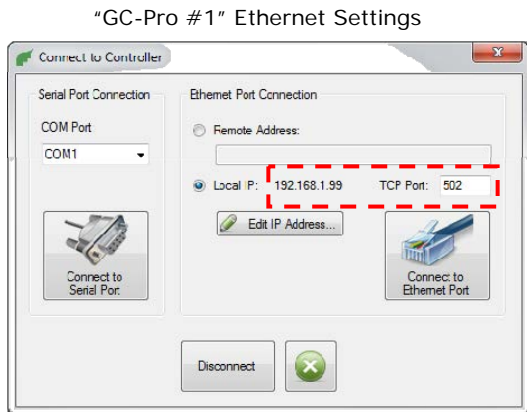 “GC-Pro #1” Ethernet Settings
Connect to Controller
Serial Port Connection
COM Port
COM1
Connect to
Serial Port
Ethernet Port Connection
Remote Address:
Local IP: 192.168.1.99 TCP Port: 502
Edit IP Address...
Connect to
Ethernet Port
Disconnect